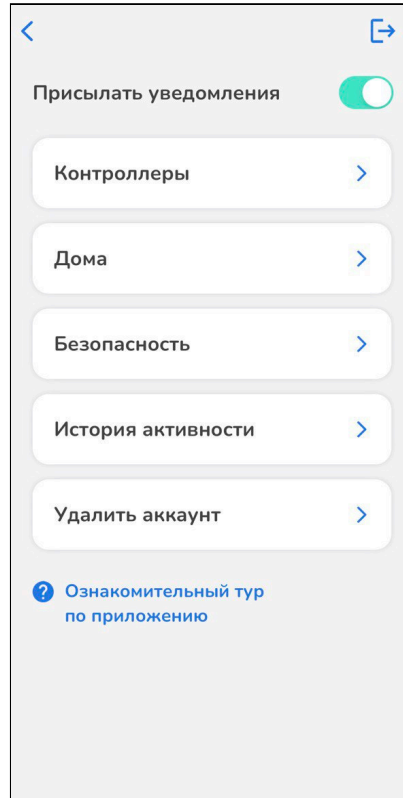 Присылать уведомления
Контроллеры
Дома
Безопасность
История активности
Удалить аккаунт
Ознакомительный тур
по приложению